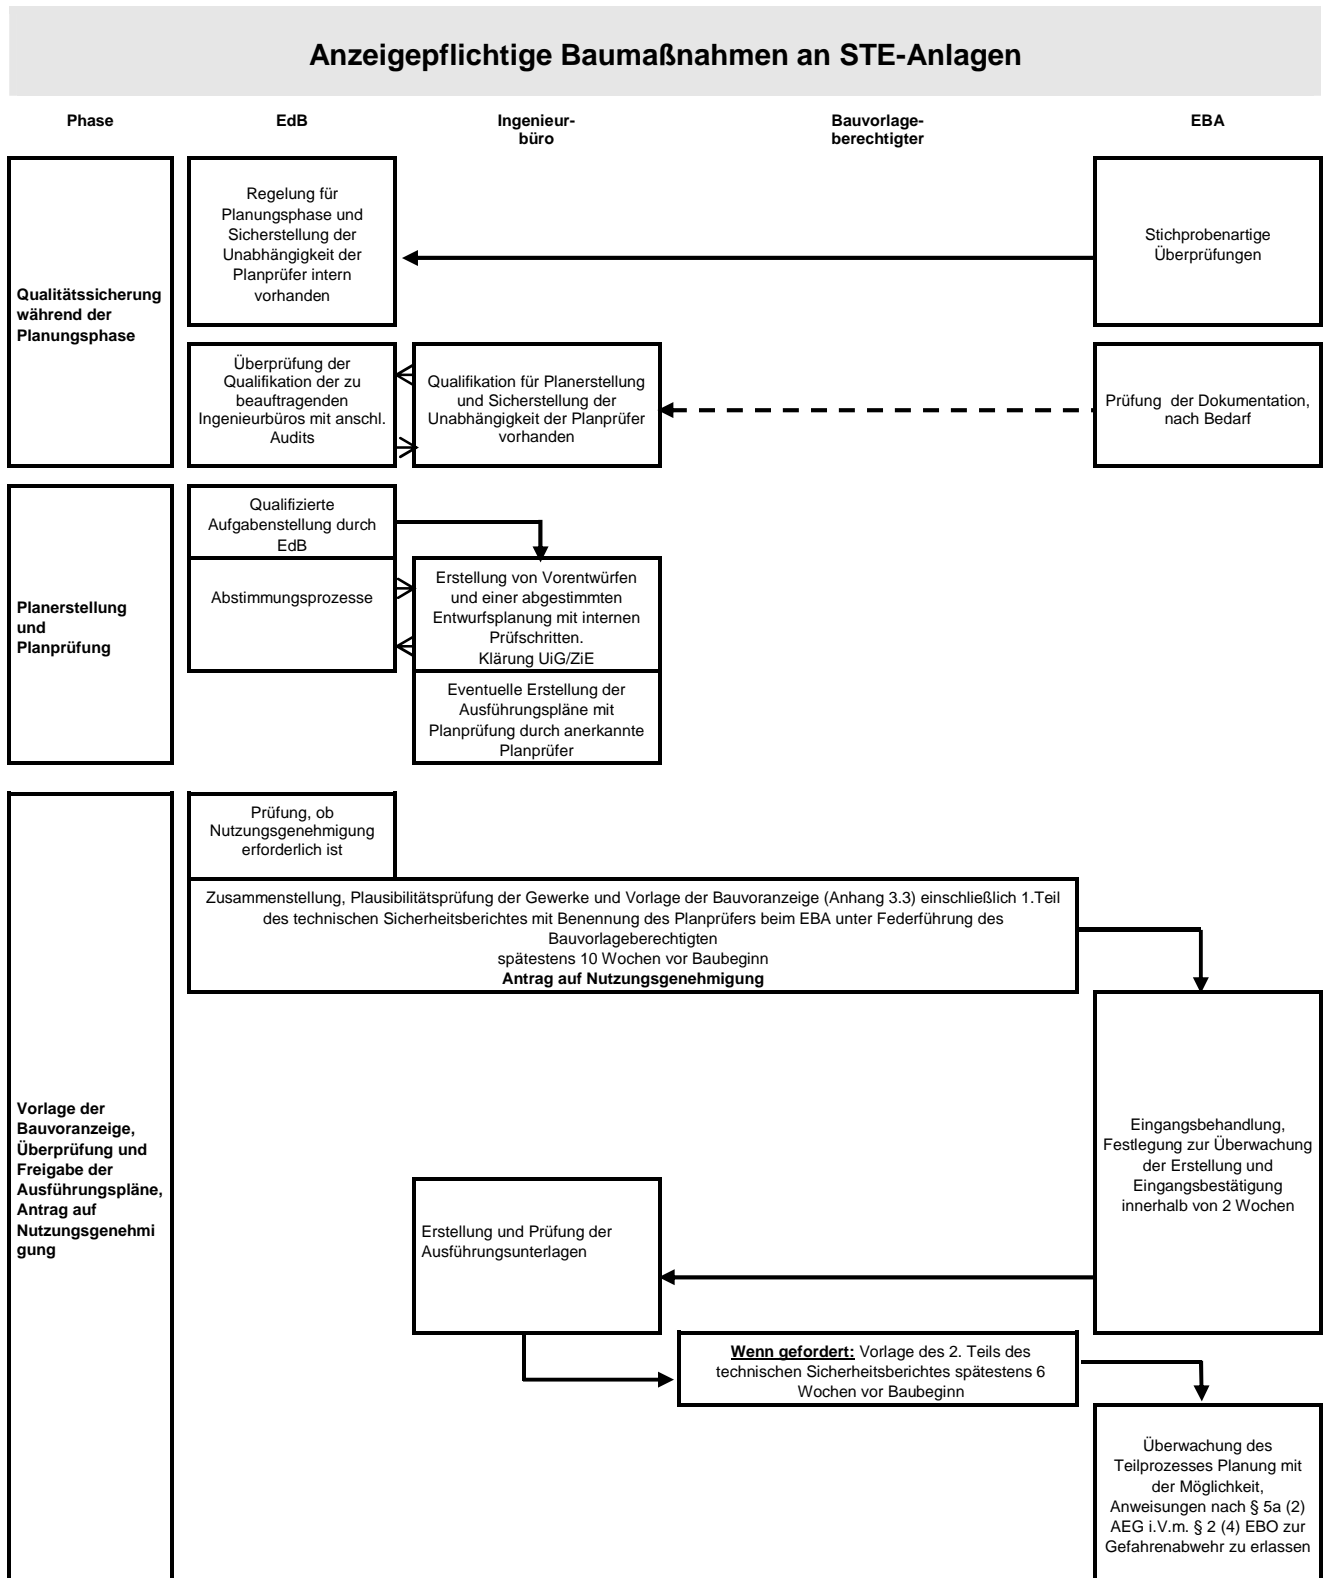 Anzeigepflichtige Baumaßnahmen an STE-Anlagen
Phase
EdB
Ingenieur-
büro
Bauvorlage-
berechtigter
EBA
Qualitätssicherung
während der
Planungsphase
Regelung für
Planungsphase und
Sicherstellung der
Unabhängigkeit der
Planprüfer intern
vorhanden
Stichprobenartige
Überprüfungen
Überprüfung der
Qualifikation der zu
beauftragenden
Ingenieurbüros mit anschl.
Audits
Qualifikation für Planerstellung
und Sicherstellung der
Unabhängigkeit der Planprüfer
vorhanden
Prüfung der Dokumentation,
nach Bedarf
Planerstellung
und
Planprüfung
Qualifizierte
Aufgabenstellung durch
EdB
Abstimmungsprozesse
Erstellung von Vorentwürfen
und einer abgestimmten
Entwurfsplanung mit internen
Prüfschritten.
Klärung UiG/ZiE
Eventuelle Erstellung der
Ausführungspläne mit
Planprüfung durch anerkannte
Planprüfer
Vorlage der
Bauvoranzeige,
Überprüfung und
Freigabe der
Ausführungspläne,
Antrag auf
Nutzungsgenehmi
gung
Prüfung, ob
Nutzungsgenehmigung
erforderlich ist
Zusammenstellung, Plausibilitätsprüfung der Gewerke und Vorlage der Bauvoranzeige (Anhang 3.3) einschließlich 1.Teil
des technischen Sicherheitsberichtes mit Benennung des Planprüfers beim EBA unter Federführung des
Bauvorlageberechtigten
spätestens 10 Wochen vor Baubeginn
Antrag auf Nutzungsgenehmigung
Eingangsbehandlung,
Festlegung zur Überwachung
der Erstellung und
Eingangsbestätigung
innerhalb von 2 Wochen
Erstellung und Prüfung der
Ausführungsunterlagen
Wenn gefordert: Vorlage des 2. Teils des
technischen Sicherheitsberichtes spätestens 6
Wochen vor Baubeginn
Überwachung des
Teilprozesses Planung mit
der Möglichkeit,
Anweisungen nach § 5a (2)
AEG i.V.m. § 2 (4) EBO zur
Gefahrenabwehr zu erlassen